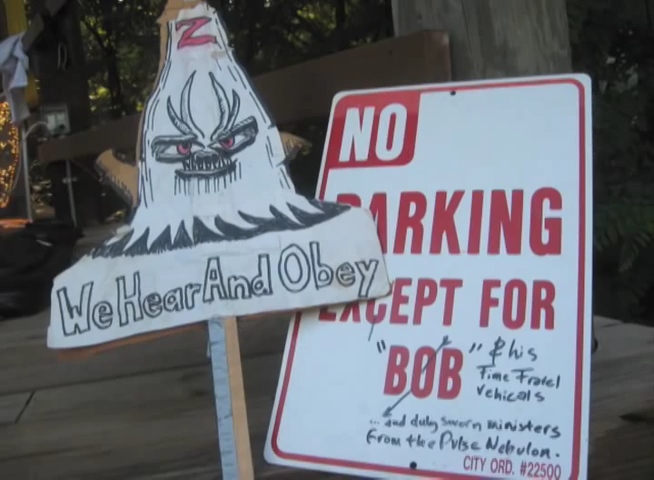 Z
We Hear And Obey
NO
PARKING
EXCEPT FOR
"BOB" & his
Time Travel
vehicals
... and duley sworn ministers
From the Pulse Nebulon.
CITY ORD. #22500